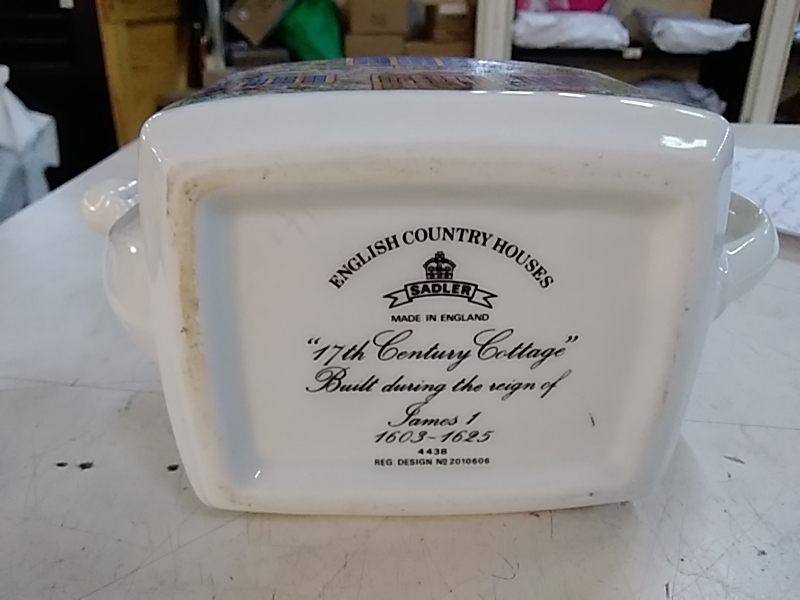 ENGLISH COUNTRY HOUSES
SADLER
MADE IN ENGLAND
"17th Century Cottage"
Built during the reign of
James 1
1603-1625
4438
REG. DESIGN Nº 2010606